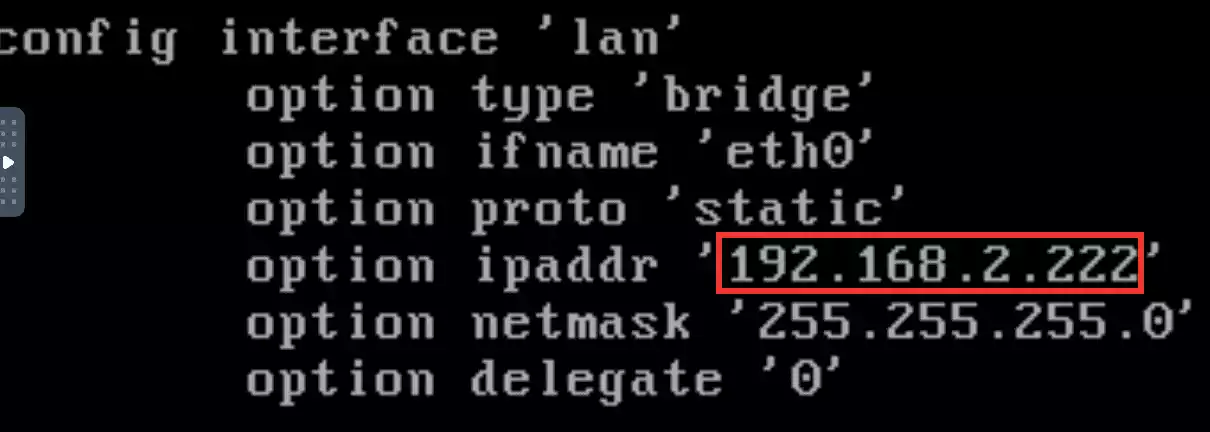 config interface 'lan'
option type 'bridge'
option ifname 'eth0'
option proto 'static'
option ipaddr '192.168.2.222'
option netmask '255.255.255.0'
option delegate '0'